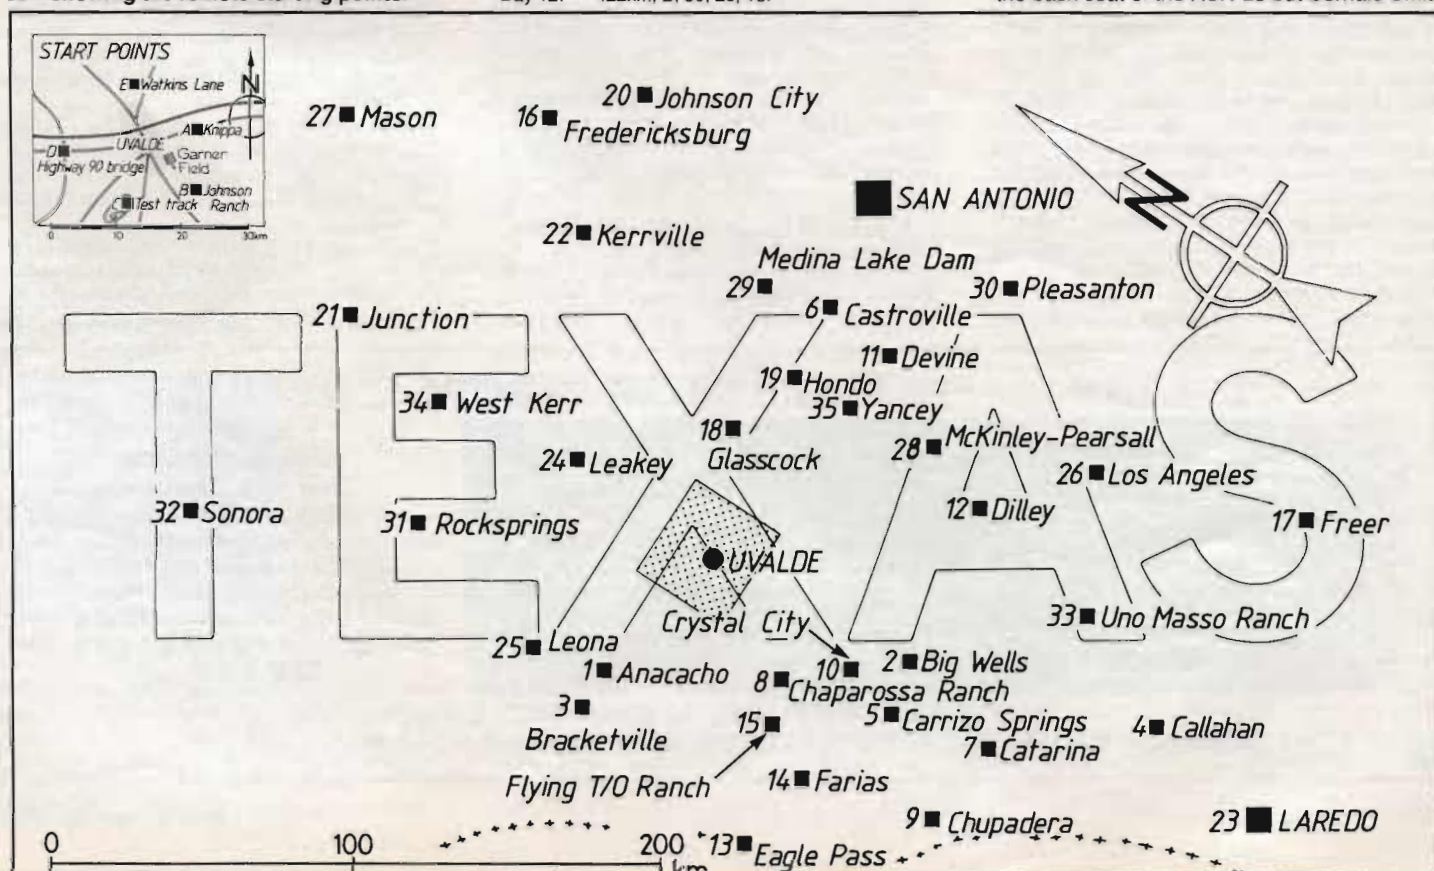 START POINTS
E Watkins Lane
N
A Knippa
UVALDE
D
Highway 90 bridge
Garner
Field
B Johnson
Ranch
C Test track
0 10 20 30km
27 Mason
16 Fredericksburg
20 Johnson City
SAN ANTONIO
N
22 Kerrville
Medina Lake Dam
29
30 Pleasanton
6 Castroville
21 Junction
11 Devine
19 Hondo
34 West Kerr
35 Yancey
18
Glasscock
28 McKinley-Pearsall
24 Leakey
26 Los Angeles
32 Sonora
31 Rocksprings
12 Dilley
17 Freer
TEXAS
UVALDE
Crystal City
10
33 Uno Masso Ranch
25 Leona
1 Anacacho
2 Big Wells
8 Chaparossa Ranch
3
Bracketville
15
Flying T/O Ranch
5 Carrizo Springs
4 Callahan
7 Catarina
14 Farias
9 Chupadera
23 LAREDO
13 Eagle Pass
0 100 200
km